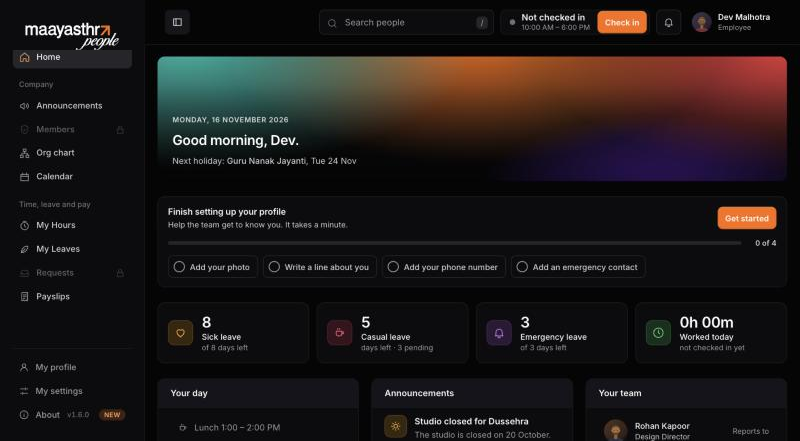 maayasthr
people
Search people
/
Not checked in
10:00 AM – 6:00 PM
Check in
Dev Malhotra
Employee
Home
Company
Announcements
Members
Org chart
Calendar
Time, leave and pay
My Hours
My Leaves
Requests
Payslips
My profile
My settings
About v1.6.0 NEW
MONDAY, 16 NOVEMBER 2026
Good morning, Dev.
Next holiday: Guru Nanak Jayanti, Tue 24 Nov
Finish setting up your profile
Help the team get to know you. It takes a minute.
Get started
0 of 4
Add your photo
Write a line about you
Add your phone number
Add an emergency contact
8
Sick leave
of 8 days left
5
Casual leave
days left · 3 pending
3
Emergency leave
of 3 days left
0h 00m
Worked today
not checked in yet
Your day
Lunch 1:00 – 2:00 PM
Announcements
Studio closed for Dussehra
The studio is closed on 20 October.
Your team
Rohan Kapoor
Design Director
Reports to